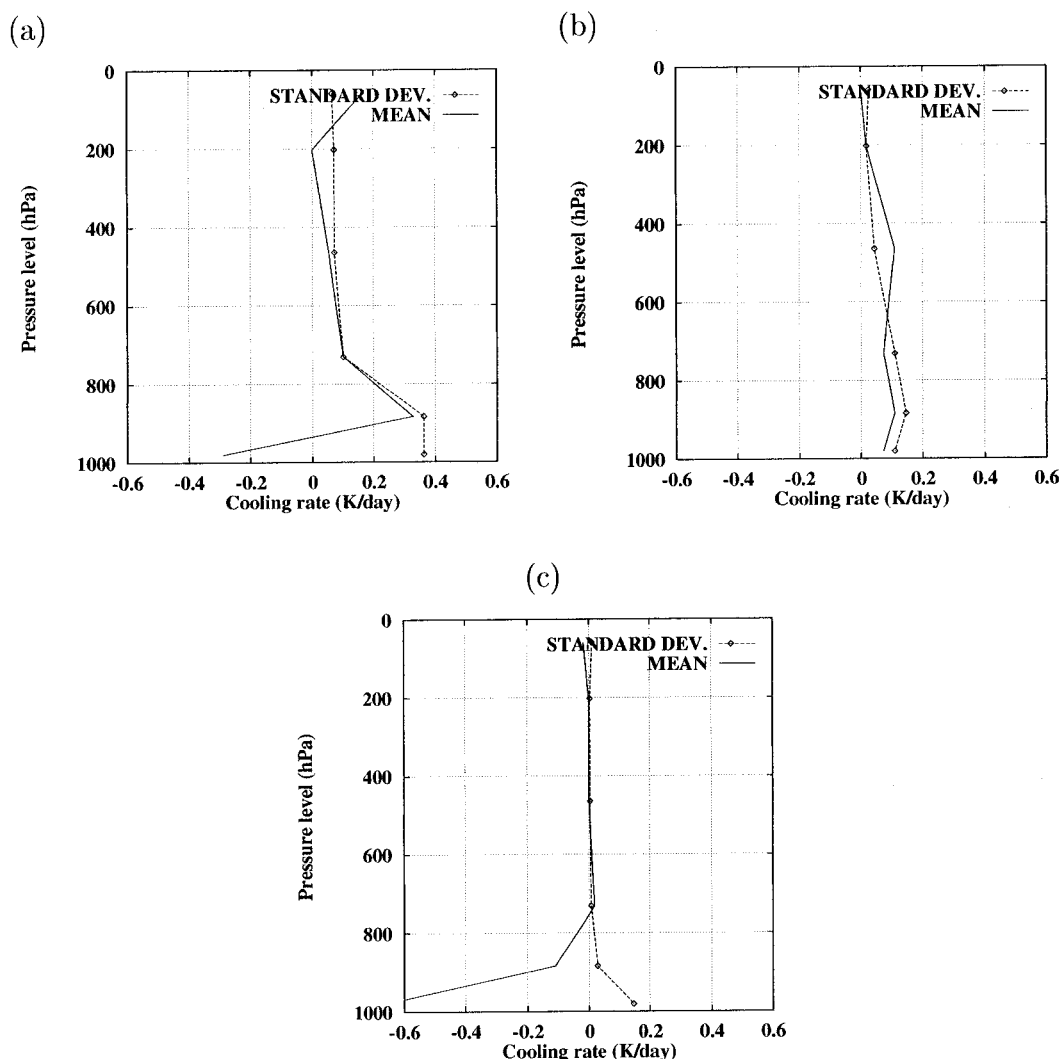 (a)
0
200
400
600
800
1000
Pressure level (hPa)
STANDARD DEV.
MEAN
-0.6 -0.4 -0.2 0 0.2 0.4 0.6
Cooling rate (K/day)
(b)
0
200
400
600
800
1000
Pressure level (hPa)
STANDARD DEV.
MEAN
-0.6 -0.4 -0.2 0 0.2 0.4 0.6
Cooling rate (K/day)
(c)
0
200
400
600
800
1000
Pressure level (hPa)
STANDARD DEV.
MEAN
-0.6 -0.4 -0.2 0 0.2 0.4 0.6
Cooling rate (K/day)